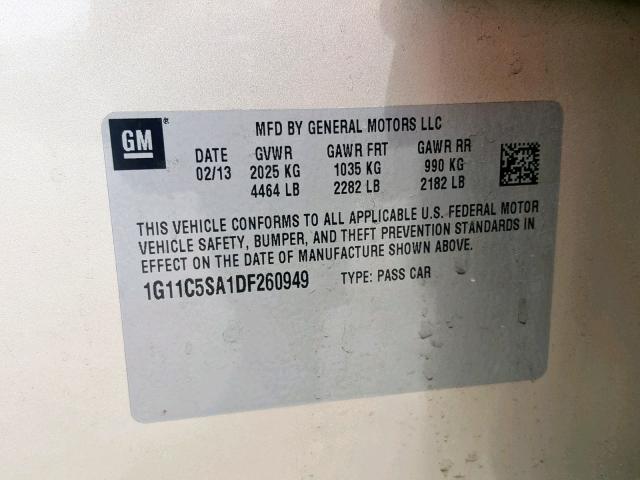 GM®
MFD BY GENERAL MOTORS LLC
DATE GVWR GAWR FRT GAWR RR
02/13 2025 KG 1035 KG 990 KG
4464 LB 2282 LB 2182 LB
THIS VEHICLE CONFORMS TO ALL APPLICABLE U.S. FEDERAL MOTOR
VEHICLE SAFETY, BUMPER, AND THEFT PREVENTION STANDARDS IN
EFFECT ON THE DATE OF MANUFACTURE SHOWN ABOVE.
1G11C5SA1DF260949 TYPE: PASS CAR